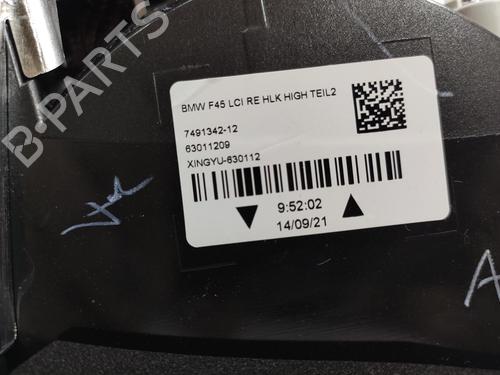 BMW F45 LCI RE HLK HIGH TEIL2
7491342-12
63011209
XINGYU-630112
9:52:02
14/09/21
B-PARTS
A